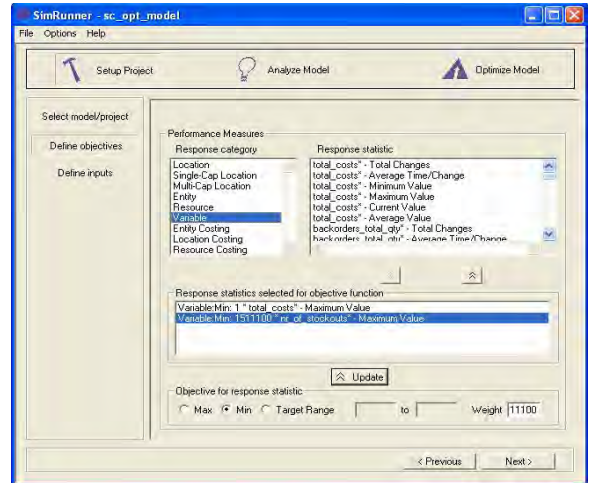 SimRunner - sc_opt_model
File Options Help
Setup Project Analyze Model Optimize Model
Select model/project
Define objectives
Define inputs
Performance Measures
Response category Response statistic
Location
Single-Cap Location
Multi-Cap Location
Entity
Resource
Variable
Entity Costing
Location Costing
Resource Costing
total_costs" - Total Changes
total_costs" - Average Time/Change
total_costs" - Minimum Value
total_costs" - Maximum Value
total_costs" - Current Value
total_costs" - Average Value
backorders_total_qty" - Total Changes
backorders_total_qty" - Average Time/Change
Response statistics selected for objective function
Variable:Min: 1 * total_costs" - Maximum Value
Variable:Min: 1511100 * nr_of_stockouts" - Maximum Value
Update
Objective for response statistic
Max Min Target Range to Weight 11100
< Previous Next >